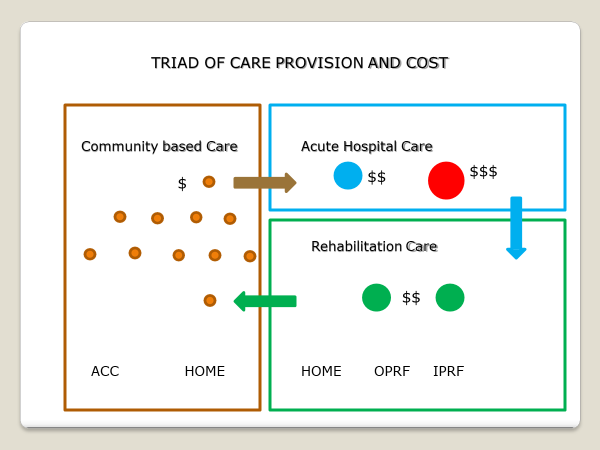 TRIAD OF CARE PROVISION AND COST
Community based Care
$
ACC HOME
Acute Hospital Care
$$ $$$
Rehabilitation Care
$$
HOME OPRF IPRF